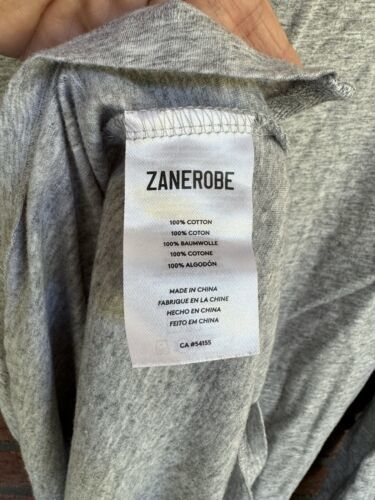 ZANEROBE
100% COTTON
100% COTON
100% BAUMWOLLE
100% COTONE
100% ALGODÓN
MADE IN CHINA
FABRIQUE EN LA CHINE
HECHO EN CHINA
FEITO EM CHINA
CA #54155